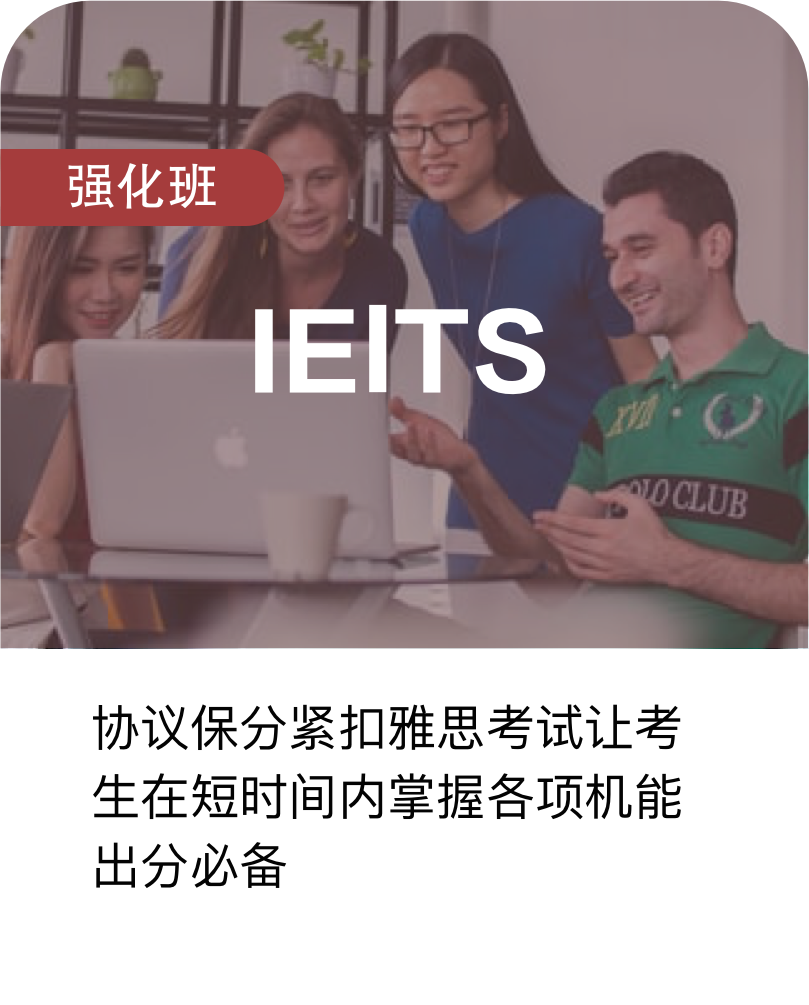 强化班
IElTS
XVII
POLO CLUB
协议保分紧扣雅思考试让考
生在短时间内掌握各项机能
出分必备